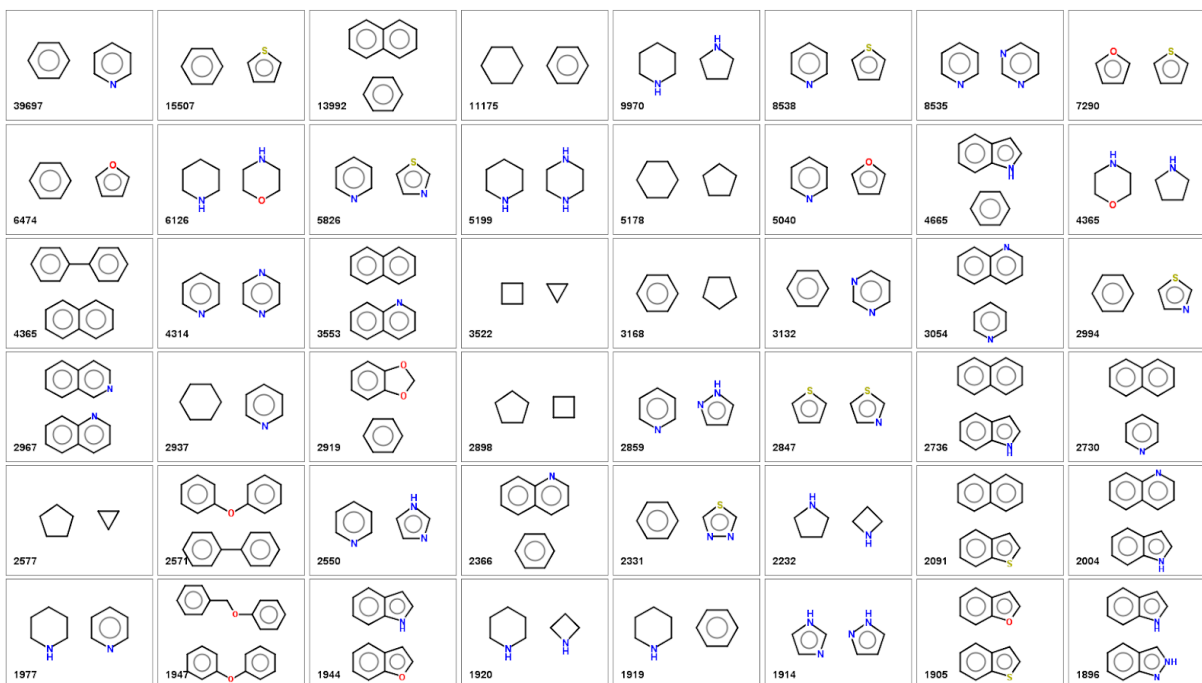 N
39697
S
15507
13992
11175
H
N
N
H
9970
S
N
8538
N
N N
8535
O S
7290
O
6474
H
N
N
H O
6126
S
N N
5826
H
N
N N
H H
5199
5178
O
N
5040
N
H
4665
H
N
N
O
4365
4365
N
N N
4314
N
3553
3522
3168
N
N
3132
N
N
3054
S
N
2994
N
N
2967
N
2937
O
O
2919
2898
H
N
N
N
2859
S S
N
2847
N
H
2736
N
2730
2577
O
2571
H
N
N N
2550
N
2366
S
N N
2331
H
N
N
H
2232
S
2091
N
N
H
2004
N N
H
1977
O
O
1947
N
H
O
1944
N N
H H
1920
N
H
1919
H H
N N
N
N
1914
O
S
1905
N
H
NH
N
1896